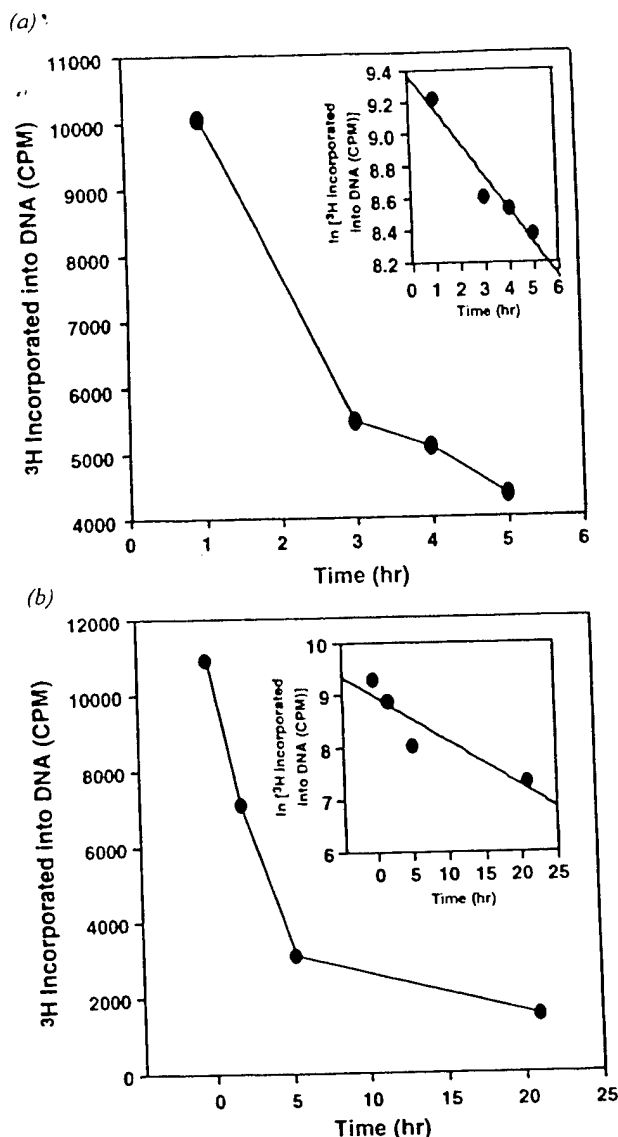 (a)
11000
10000
9000
8000
7000
6000
5000
4000
³H Incorporated into DNA (CPM)
0 1 2 3 4 5 6
Time (hr)
9.4
9.2
9.0
8.8
8.6
8.4
8.2
ln [³H Incorporated
Into DNA (CPM)]
0 1 2 3 4 5 6
Time (hr)
(b)
12000
10000
8000
6000
4000
2000
0
³H Incorporated Into DNA (CPM)
0 5 10 15 20 25
Time (hr)
10
9
8
7
6
ln [³H Incorporated
Into DNA (CPM)]
0 5 10 15 20 25
Time (hr)